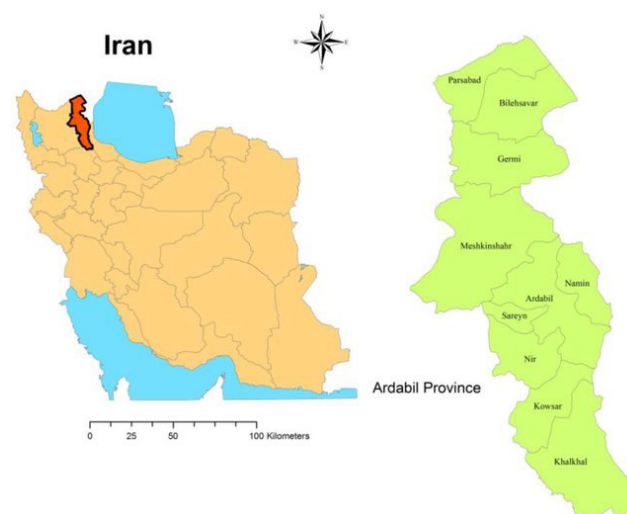 Iran
N
W E
S
Parsabad
Bilehsavar
Germi
Meshkinshahr
Namin
Ardabil
Sareyn
Nir
Ardabil Province
Kowsar
Khalkhal
0 25 50 100 Kilometers